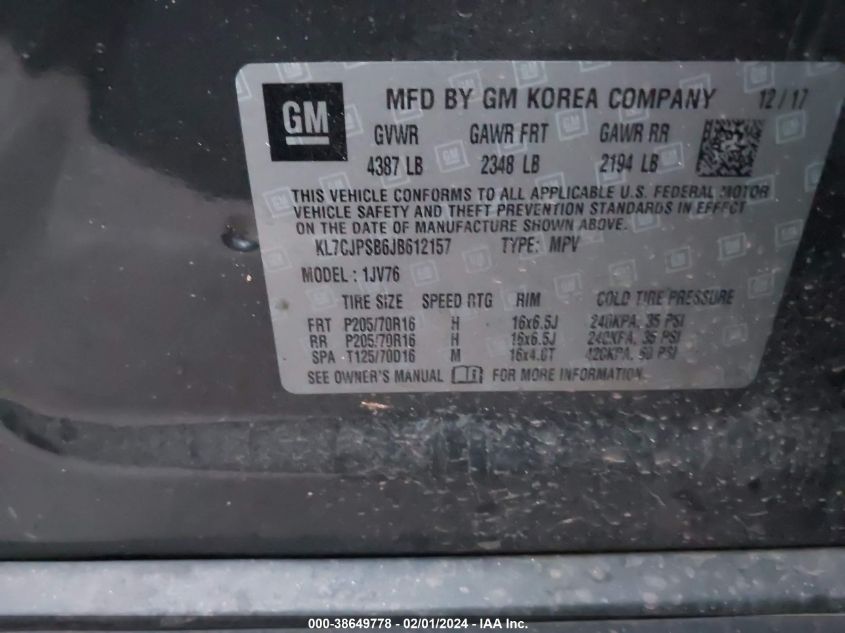 GM
MFD BY GM KOREA COMPANY 12/17
GVWR GAWR FRT GAWR RR
4387 LB 2348 LB 2194 LB
THIS VEHICLE CONFORMS TO ALL APPLICABLE U.S. FEDERAL MOTOR
VEHICLE SAFETY AND THEFT PREVENTION STANDARDS IN EFFECT
ON THE DATE OF MANUFACTURE SHOWN ABOVE.
KL7CJPSB6JB612157 TYPE: MPV
MODEL: 1JV76
TIRE SIZE SPEED RTG RIM COLD TIRE PRESSURE
FRT P205/70R16 H 16x6.5J 240KPA, 35 PSI
RR P205/70R16 H 16x6.5J 240KPA, 35 PSI
SPA T125/70D16 M 16x4.0T 420KPA, 60 PSI
SEE OWNER'S MANUAL FOR MORE INFORMATION.
000-38649778 - 02/01/2024 - IAA Inc.